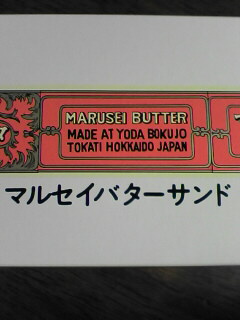 7
MARUSEI BUTTER
MADE AT YODA BOKUJO
TOKATI HOKKAIDO JAPAN
マルセイバターサンド